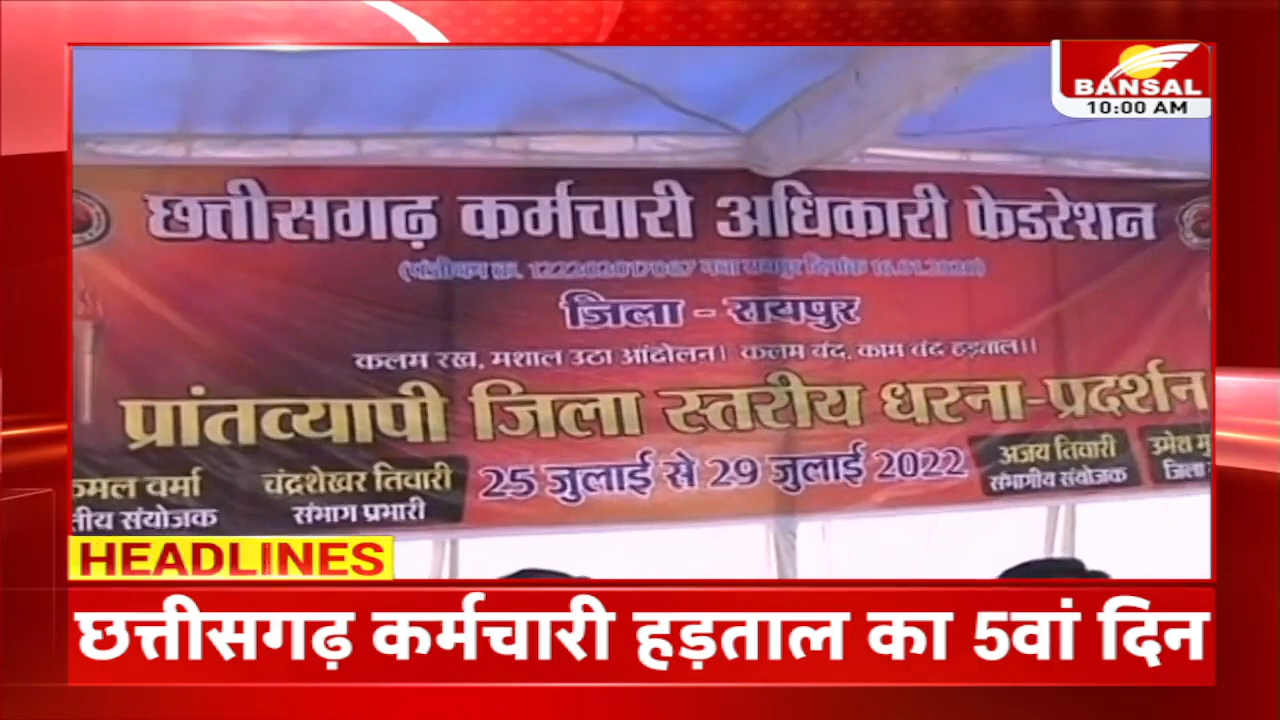 BANSAL
10:00 AM
छत्तीसगढ़ कर्मचारी अधिकारी फेडरेशन
जिला - रायपुर
कलम रख, मशाल उठा आंदोलन। कलम बंद, काम बंद हड़ताल।।
प्रांतव्यापी जिला स्तरीय धरना-प्रदर्शन
25 जुलाई से 29 जुलाई 2022
कमल वर्मा
संयोजक
चंद्रशेखर तिवारी
संभाग प्रभारी
अजय तिवारी
संभागीय संयोजक
उमेश
जिला
HEADLINES
छत्तीसगढ़ कर्मचारी हड़ताल का 5वां दिन